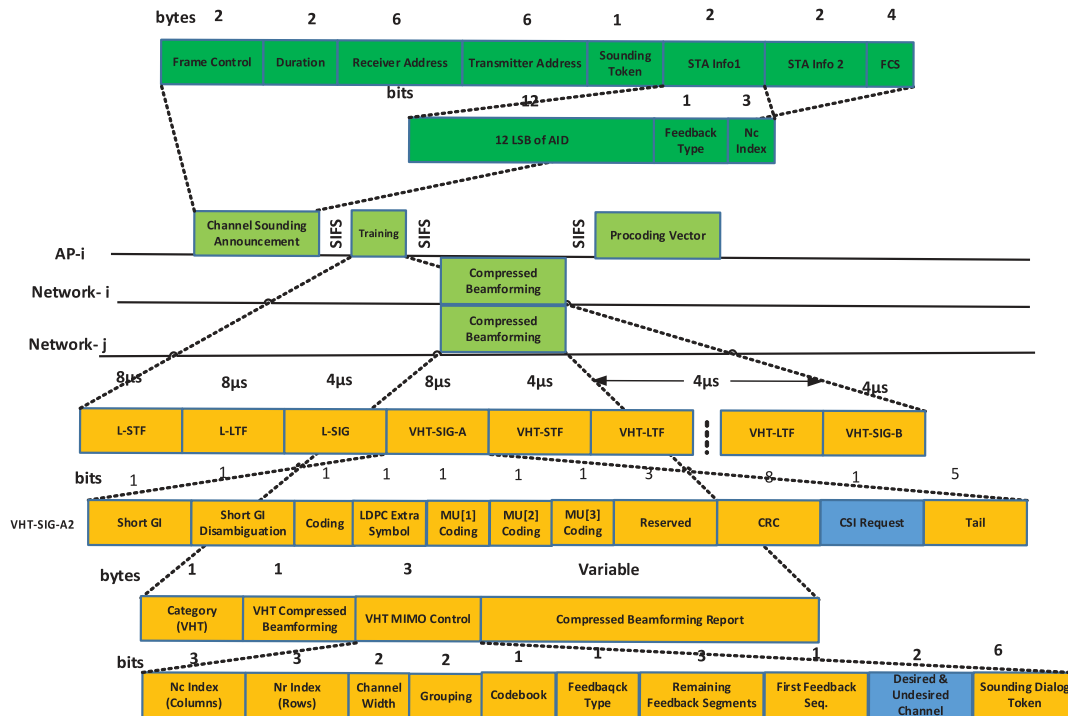 bytes 2 2 6 6 1 2 2 4
Frame Control Duration Receiver Address Transmitter Address Sounding Token STA Info1 STA Info 2 FCS
bits 12 1 3
12 LSB of AID Feedback Type Nc Index
Channel Sounding Announcement SIFS Training SIFS SIFS Procoding Vector
AP-i
Compressed Beamforming
Network- i
Compressed Beamforming
Network- j
8µs 8µs 4µs 8µs 4µs 4µs 4µs
L-STF L-LTF L-SIG VHT-SIG-A VHT-STF VHT-LTF VHT-LTF VHT-SIG-B
bits 1 1 1 1 1 1 1 3 8 1 5
VHT-SIG-A2 Short GI Short GI Disambiguation Coding LDPC Extra Symbol MU[1] Coding MU[2] Coding MU[3] Coding Reserved CRC CSI Request Tail
bytes 1 1 3 Variable
Category (VHT) VHT Compressed Beamforming VHT MIMO Control Compressed Beamforming Report
bits 3 3 2 2 1 1 3 1 2 6
Nc Index (Columns) Nr Index (Rows) Channel Width Grouping Codebook Feedbaqck Type Remaining Feedback Segments First Feedback Seq. Desired & Undesired Channel Sounding Dialog Token